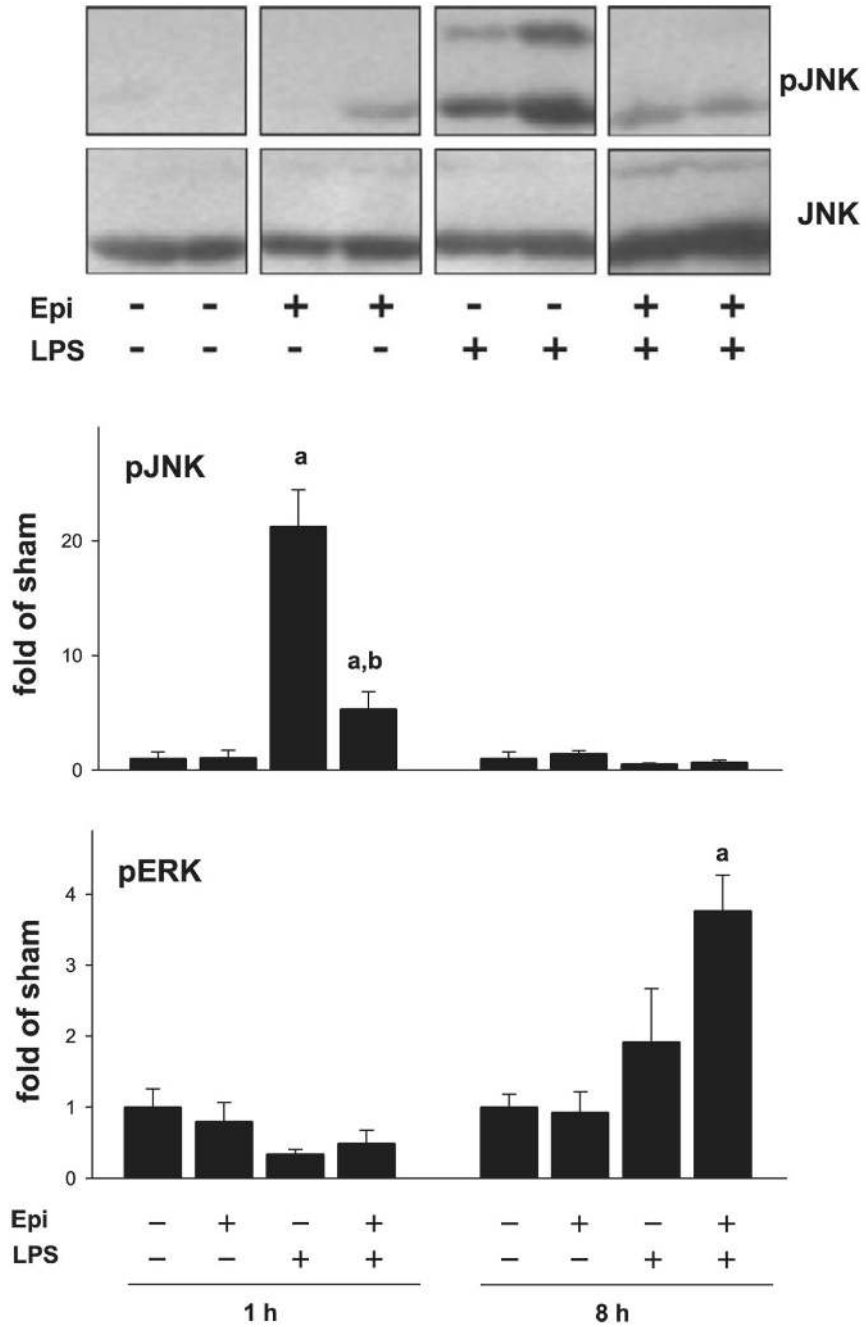 pJNK
JNK
Epi - - + + - - + +
LPS - - - - + + + +
pJNK
a
a,b
fold of sham
20
10
0
pERK
a
fold of sham
4
3
2
1
0
Epi − + − + − + − +
LPS − − + + − − + +
1 h 8 h